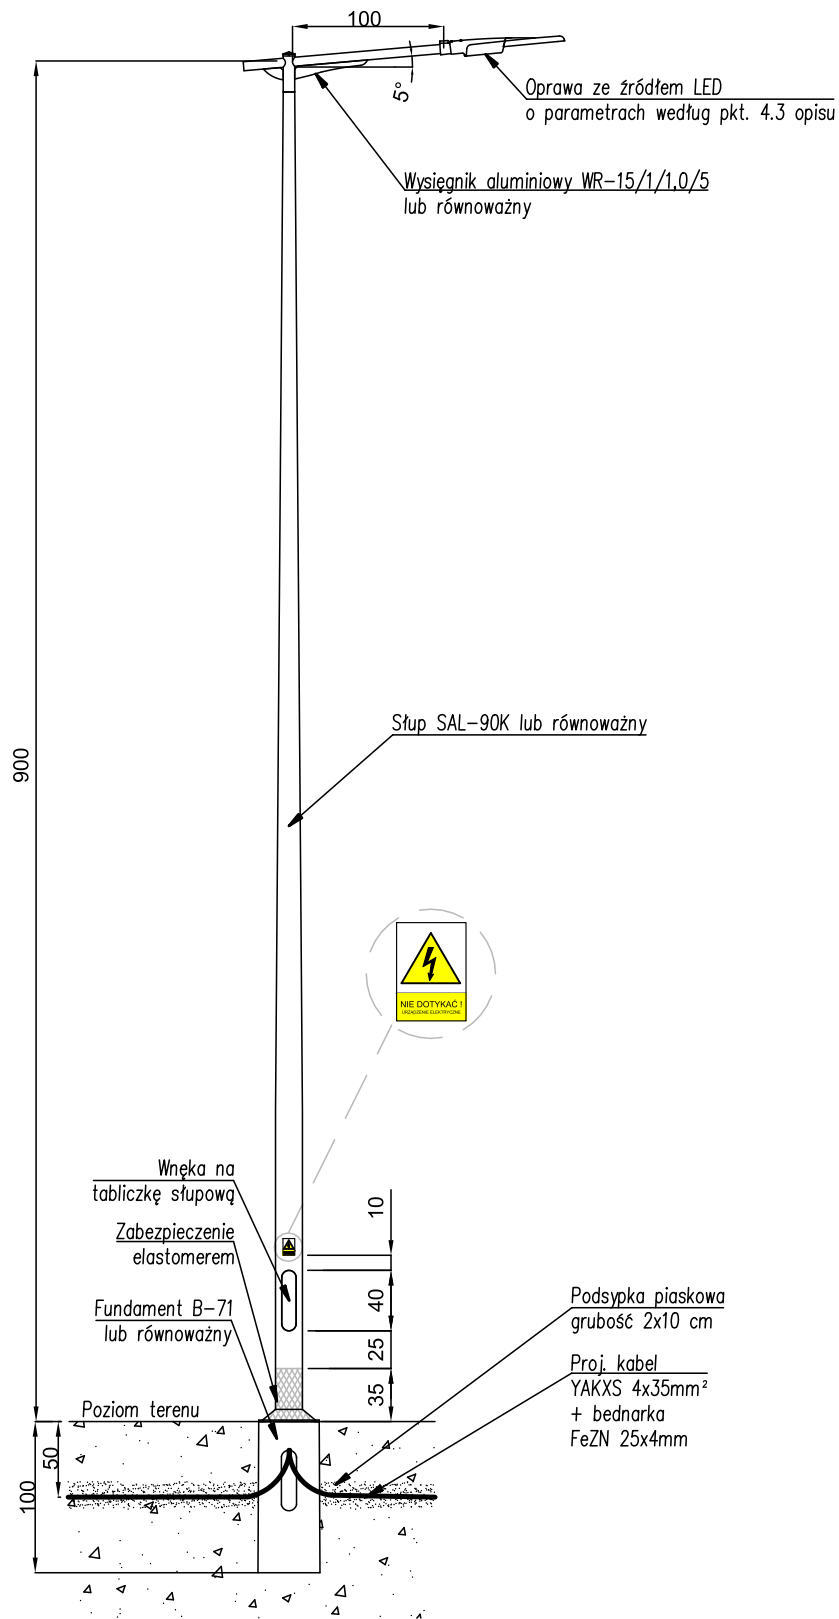 100
5°
Oprawa ze źródłem LED
o parametrach według pkt. 4.3 opisu
Wysięgnik aluminiowy WR-15/1/1,0/5
lub równoważny
Słup SAL-90K lub równoważny
900
NIE DOTYKAĆ !
URZĄDZENIE ELEKTRYCZNE
Wnęka na
tabliczkę słupową
Zabezpieczenie
elastomerem
Fundament B-71
lub równoważny
10
40
25
35
Podsypka piaskowa
grubość 2x10 cm
Proj. kabel
YAKXS 4x35mm²
+ bednarka
FeZN 25x4mm
Poziom terenu
50
100